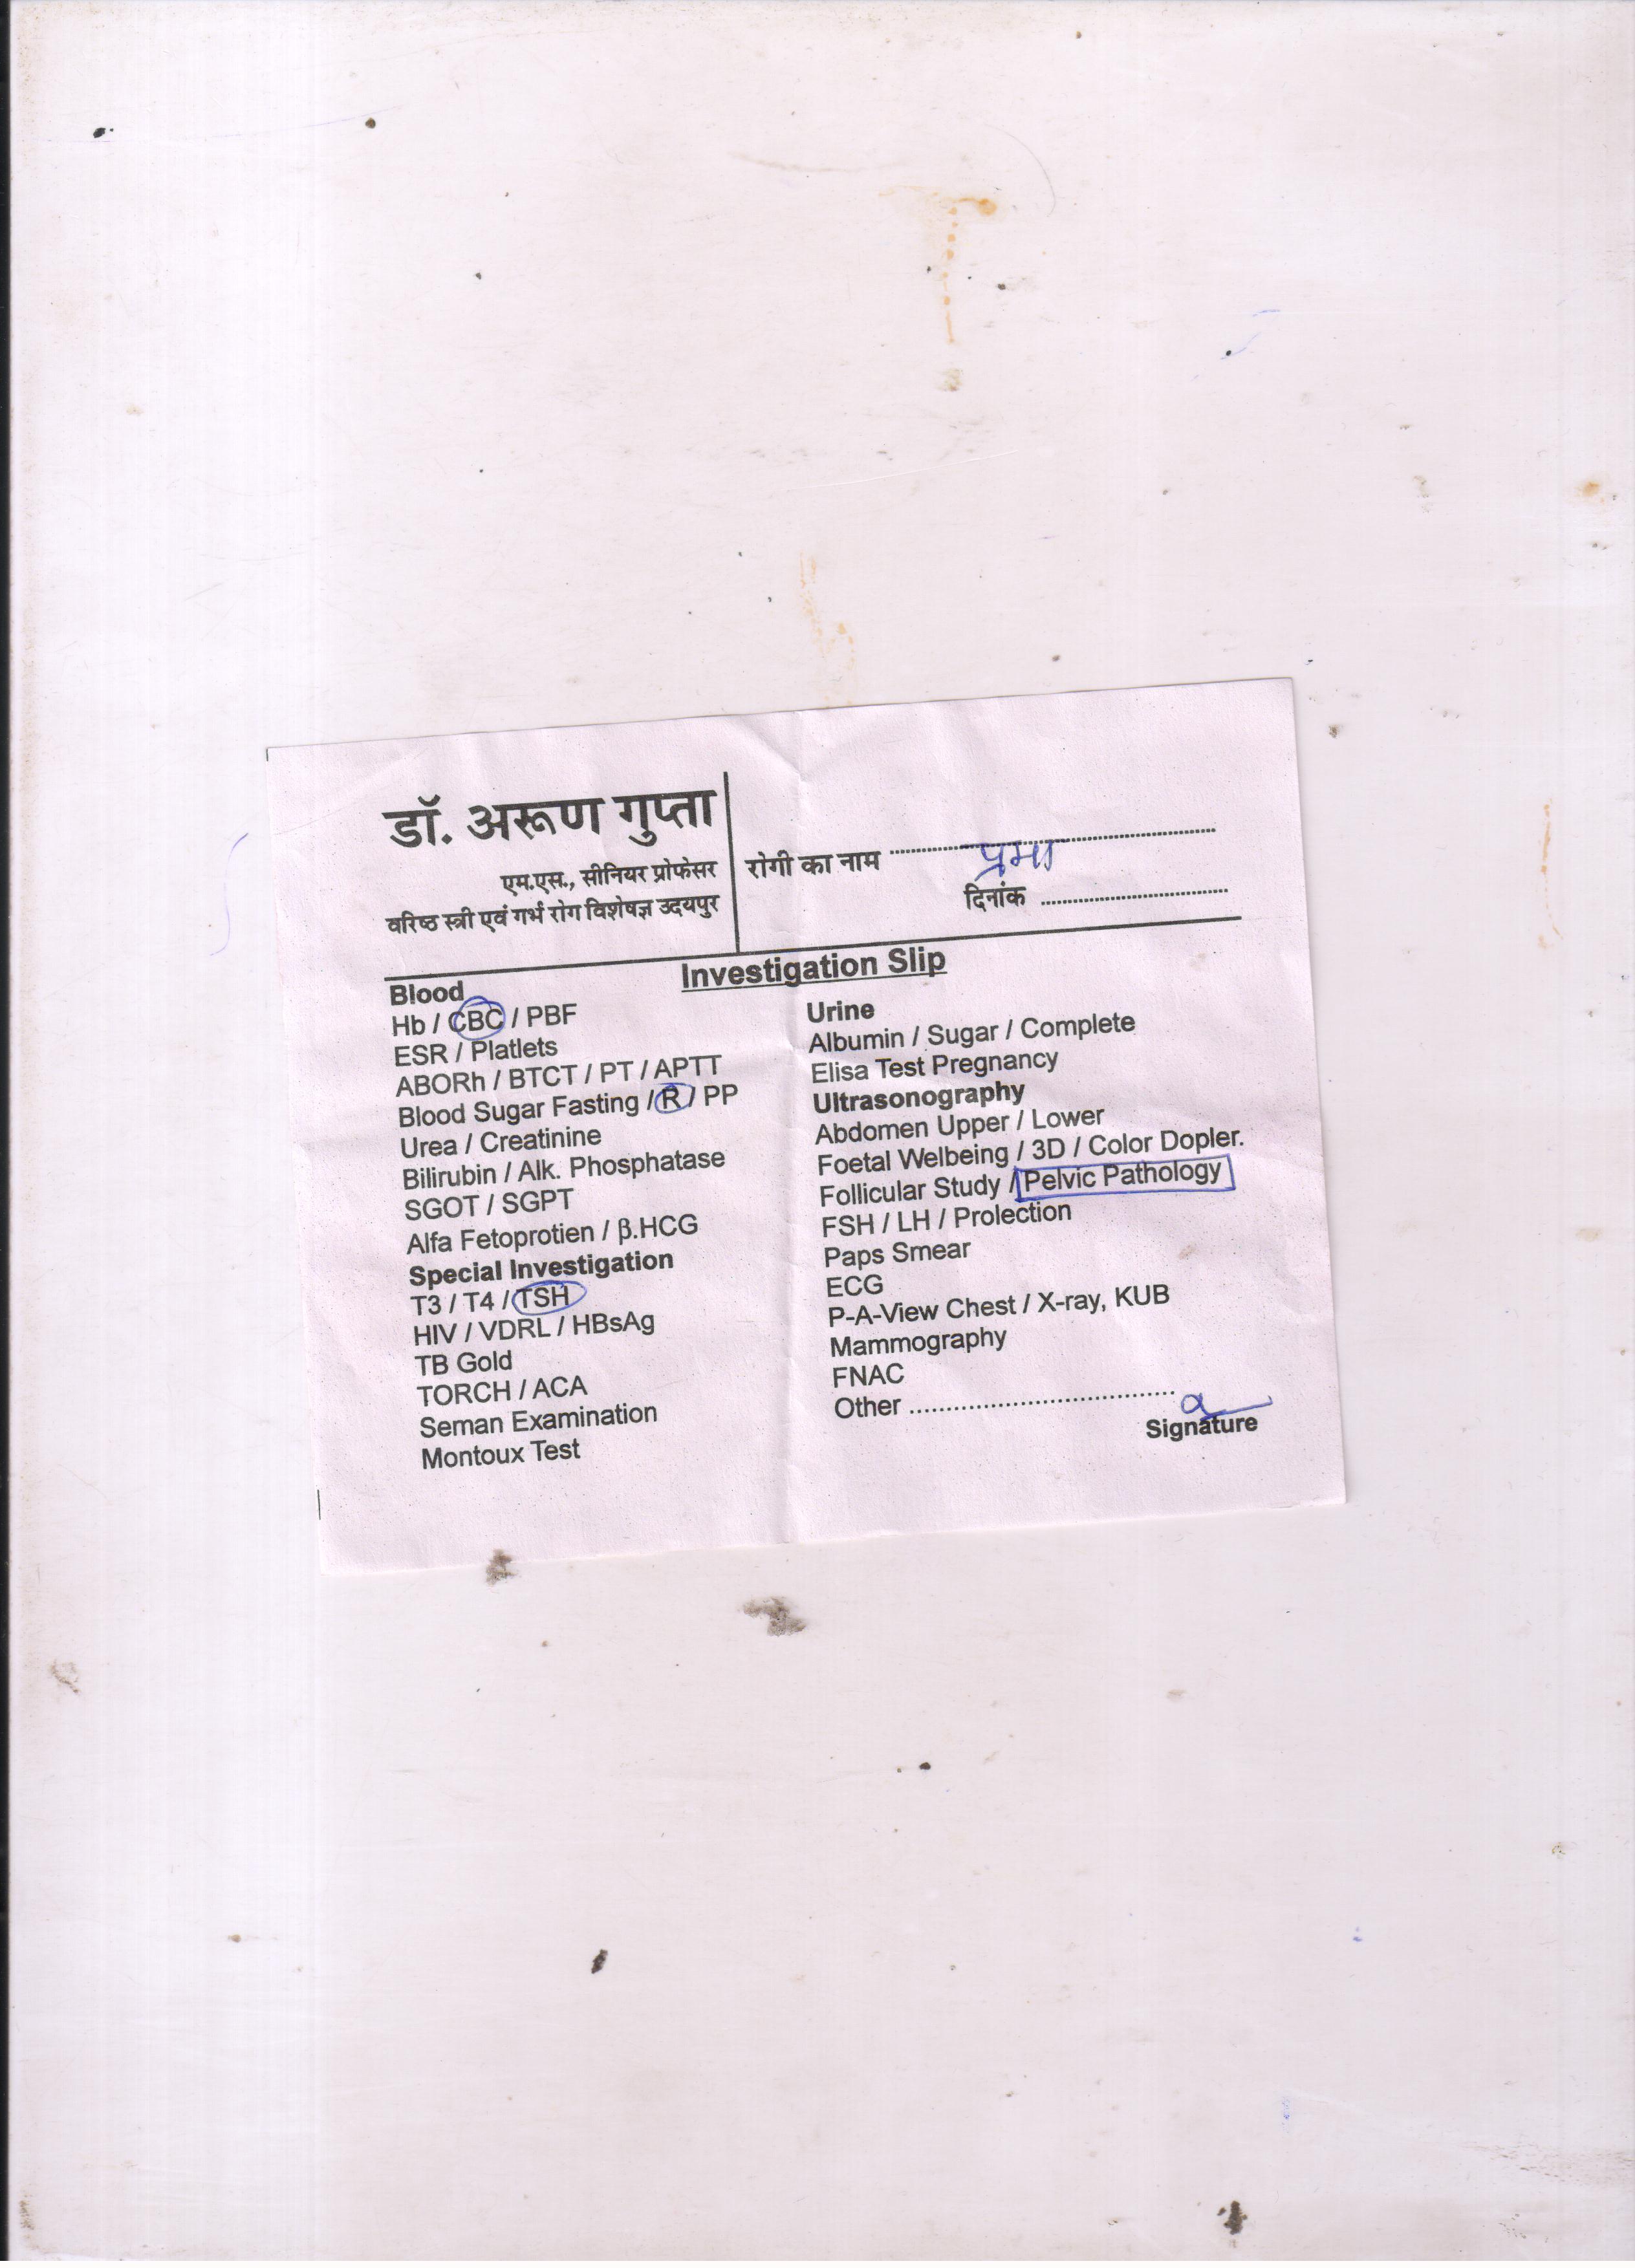 डॉ. अरूण गुप्ता
एम.एस., सीनियर प्रोफेसर
वरिष्ठ स्त्री एवं गर्भ रोग विशेषज्ञ उदयपुर
रोगी का नाम ........................ प्रमा
दिनांक ........................
Investigation Slip
Blood
Hb / CBC / PBF
ESR / Platlets
ABORh / BTCT / PT / APTT
Blood Sugar Fasting / R / PP
Urea / Creatinine
Bilirubin / Alk. Phosphatase
SGOT / SGPT
Alfa Fetoprotien / β.HCG
Special Investigation
T3 / T4 / TSH
HIV / VDRL / HBsAg
TB Gold
TORCH / ACA
Seman Examination
Montoux Test
Urine
Albumin / Sugar / Complete
Elisa Test Pregnancy
Ultrasonography
Abdomen Upper / Lower
Foetal Welbeing / 3D / Color Dopler.
Follicular Study / Pelvic Pathology
FSH / LH / Prolection
Paps Smear
ECG
P-A-View Chest / X-ray, KUB
Mammography
FNAC
Other ........................
Signature